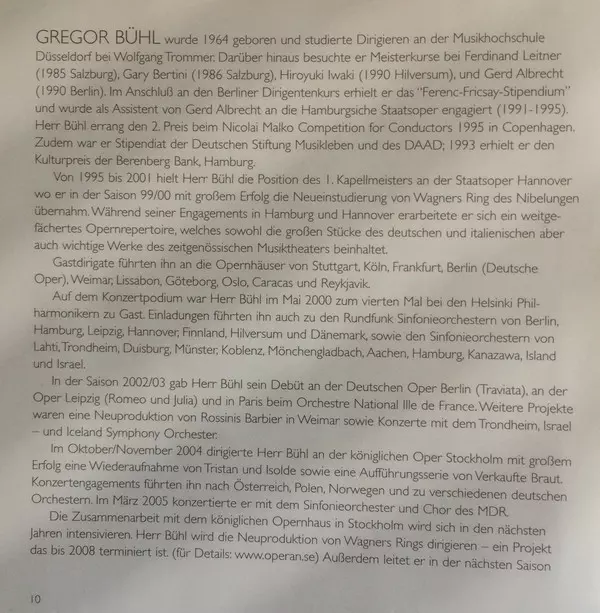 GREGOR BÜHL wurde 1964 geboren und studierte Dirigieren an der Musikhochschule
Düsseldorf bei Wolfgang Trommer. Darüber hinaus besuchte er Meisterkurse bei Ferdinand Leitner
(1985 Salzburg), Gary Bertini (1986 Salzburg), Hiroyuki Iwaki (1990 Hilversum), und Gerd Albrecht
(1990 Berlin). Im Anschluß an den Berliner Dirigentenkurs erhielt er das "Ferenc-Fricsay-Stipendium"
und wurde als Assistent von Gerd Albrecht an die Hamburgsiche Staatsoper engagiert (1991-1995).
Herr Bühl errang den 2. Preis beim Nicolai Malko Competition for Conductors 1995 in Copenhagen.
Zudem war er Stipendiat der Deutschen Stiftung Musikleben und des DAAD; 1993 erhielt er den
Kulturpreis der Berenberg Bank, Hamburg.
Von 1995 bis 2001 hielt Herr Bühl die Position des 1. Kapellmeisters an der Staatsoper Hannover
wo er in der Saison 99/00 mit großem Erfolg die Neueinstudierung von Wagners Ring des Nibelungen
übernahm. Während seiner Engagements in Hamburg und Hannover erarbeitete er sich ein weitge-
fächertes Opernrepertoire, welches sowohl die großen Stücke des deutschen und italienischen aber
auch wichtige Werke des zeitgenössischen Musiktheaters beinhaltet.
Gastdirigate führten ihn an die Opernhäuser von Stuttgart, Köln, Frankfurt, Berlin (Deutsche
Oper), Weimar, Lissabon, Göteborg, Oslo, Caracas und Reykjavik.
Auf dem Konzertpodium war Herr Bühl im Mai 2000 zum vierten Mal bei den Helsinki Phil-
harmonikern zu Gast. Einladungen führten ihn auch zu den Rundfunk Sinfonieorchestern von Berlin,
Hamburg, Leipzig, Hannover, Finnland, Hilversum und Dänemark, sowie den Sinfonieorchestern von
Lahti, Trondheim, Duisburg, Münster, Koblenz, Mönchengladbach, Aachen, Hamburg, Kanazawa, Island
und Israel.
In der Saison 2002/03 gab Herr Bühl sein Debüt an der Deutschen Oper Berlin (Traviata), an der
Oper Leipzig (Romeo und Julia) und in Paris beim Orchestre National Ille de France. Weitere Projekte
waren eine Neuproduktion von Rossinis Barbier in Weimar sowie Konzerte mit dem Trondheim, Israel
– und Iceland Symphony Orchester.
Im Oktober/November 2004 dirigierte Herr Bühl an der königlichen Oper Stockholm mit großem
Erfolg eine Wiederaufnahme von Tristan und Isolde sowie eine Aufführungsserie von Verkaufte Braut.
Konzertengagements führten ihn nach Österreich, Polen, Norwegen und zu verschiedenen deutschen
Orchestern. Im März 2005 konzertierte er mit dem Sinfonieorchester und Chor des MDR.
Die Zusammenarbeit mit dem königlichen Opernhaus in Stockholm wird sich in den nächsten
Jahren intensivieren. Herr Bühl wird die Neuproduktion von Wagners Rings dirigieren – ein Projekt
das bis 2008 terminiert ist. (für Details: www.operan.se) Außerdem leitet er in der nächsten Saison
10